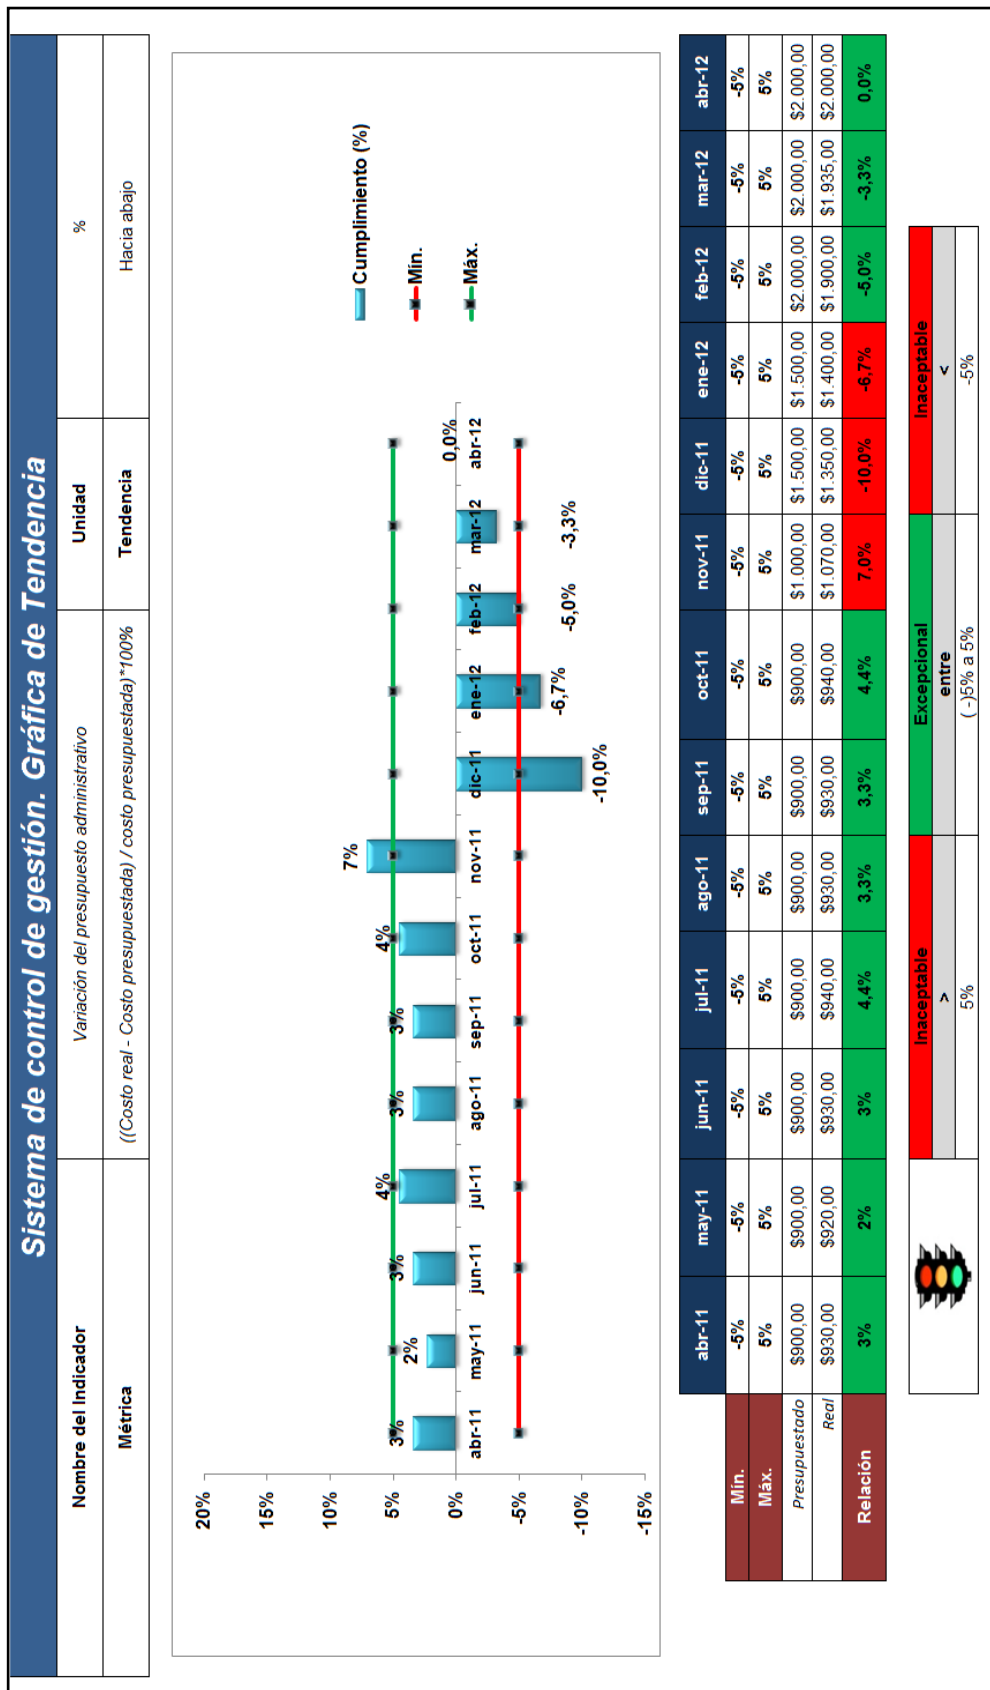 Sistema de control de gestión. Gráfica de Tendencia
Nombre del Indicador Variación del presupuesto administrativo Unidad %
Métrica ((Costo real - Costo presupuestada) / costo presupuestada)*100% Tendencia Hacia abajo
20%
15%
10%
5%
0%
-5%
-10%
-15%
3% 2% 3% 4% 3% 3% 4% 7% -10,0% -6,7% -5,0% -3,3% 0,0%
abr-11 may-11 jun-11 jul-11 ago-11 sep-11 oct-11 nov-11 dic-11 ene-12 feb-12 mar-12 abr-12
Cumplimiento (%)
Mín.
Máx.
abr-11 may-11 jun-11 jul-11 ago-11 sep-11 oct-11 nov-11 dic-11 ene-12 feb-12 mar-12 abr-12
Mín. -5% -5% -5% -5% -5% -5% -5% -5% -5% -5% -5% -5% -5%
Máx. 5% 5% 5% 5% 5% 5% 5% 5% 5% 5% 5% 5% 5%
Presupuestado $900,00 $900,00 $900,00 $900,00 $900,00 $900,00 $900,00 $1.000,00 $1.500,00 $1.500,00 $2.000,00 $2.000,00 $2.000,00
Real $930,00 $920,00 $930,00 $940,00 $930,00 $930,00 $940,00 $1.070,00 $1.350,00 $1.400,00 $1.900,00 $1.935,00 $2.000,00
Relación 3% 2% 3% 4,4% 3,3% 3,3% 4,4% 7,0% -10,0% -6,7% -5,0% -3,3% 0,0%
Inaceptable Excepcional Inaceptable
> entre <
5% ( -)5% a 5% -5%